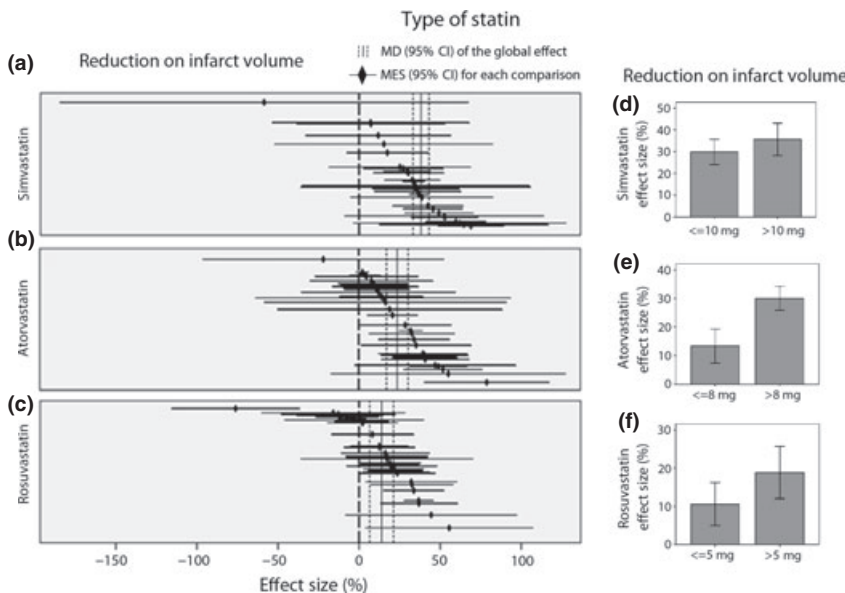 Type of statin
MD (95% CI) of the global effect
MES (95% CI) for each comparison
(a)
Reduction on infarct volume
Simvastatin
(b)
Atorvastatin
(c)
Rosuvastatin
−150
−100
−50
0
50
100
Effect size (%)
Reduction on infarct volume
(d)
Simvastatin
effect size (%)
50
40
30
20
10
0
<=10 mg
>10 mg
(e)
Atorvastatin
effect size (%)
40
30
20
10
0
<=8 mg
>8 mg
(f)
Rosuvastatin
effect size (%)
30
20
10
0
<=5 mg
>5 mg